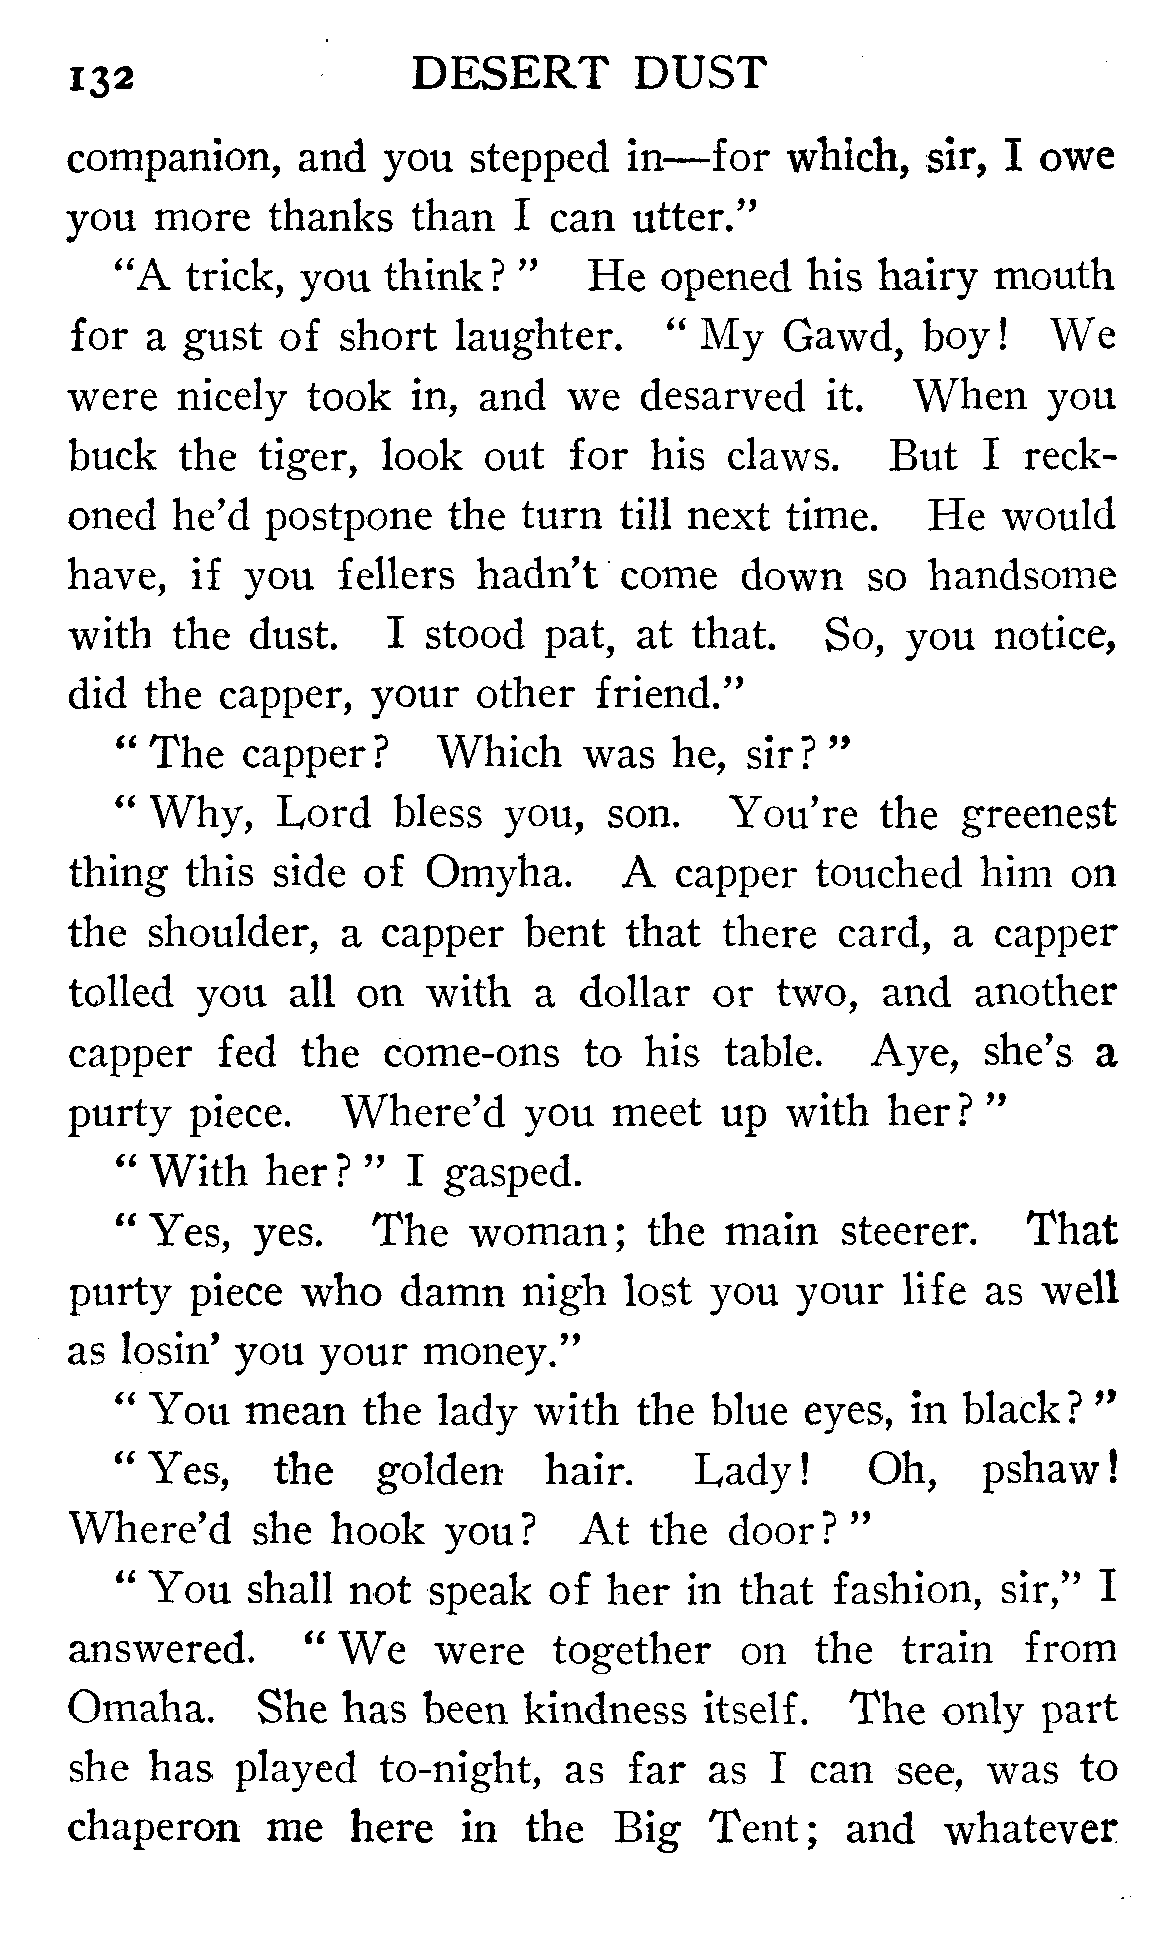 132 DESERT DUST
companion, and you stepped in—for which, sir, I owe
you more thanks than I can utter.”
“A trick, you think?” He opened his hairy mouth
for a gust of short laughter. “My Gawd, boy! We
were nicely took in, and we desarved it. When you
buck the tiger, look out for his claws. But I reck-
oned he’d postpone the turn till next time. He would
have, if you fellers hadn’t come down so handsome
with the dust. I stood pat, at that. So, you notice,
did the capper, your other friend.”
“The capper? Which was he, sir?”
“Why, Lord bless you, son. You’re the greenest
thing this side of Omyha. A capper touched him on
the shoulder, a capper bent that there card, a capper
tolled you all on with a dollar or two, and another
capper fed the come-ons to his table. Aye, she’s a
purty piece. Where’d you meet up with her?”
“With her?” I gasped.
“Yes, yes. The woman; the main steerer. That
purty piece who damn nigh lost you your life as well
as losin’ you your money.”
“You mean the lady with the blue eyes, in black?”
“Yes, the golden hair. Lady! Oh, pshaw!
Where’d she hook you? At the door?”
“You shall not speak of her in that fashion, sir,” I
answered. “We were together on the train from
Omaha. She has been kindness itself. The only part
she has played to-night, as far as I can see, was to
chaperon me here in the Big Tent; and whatever